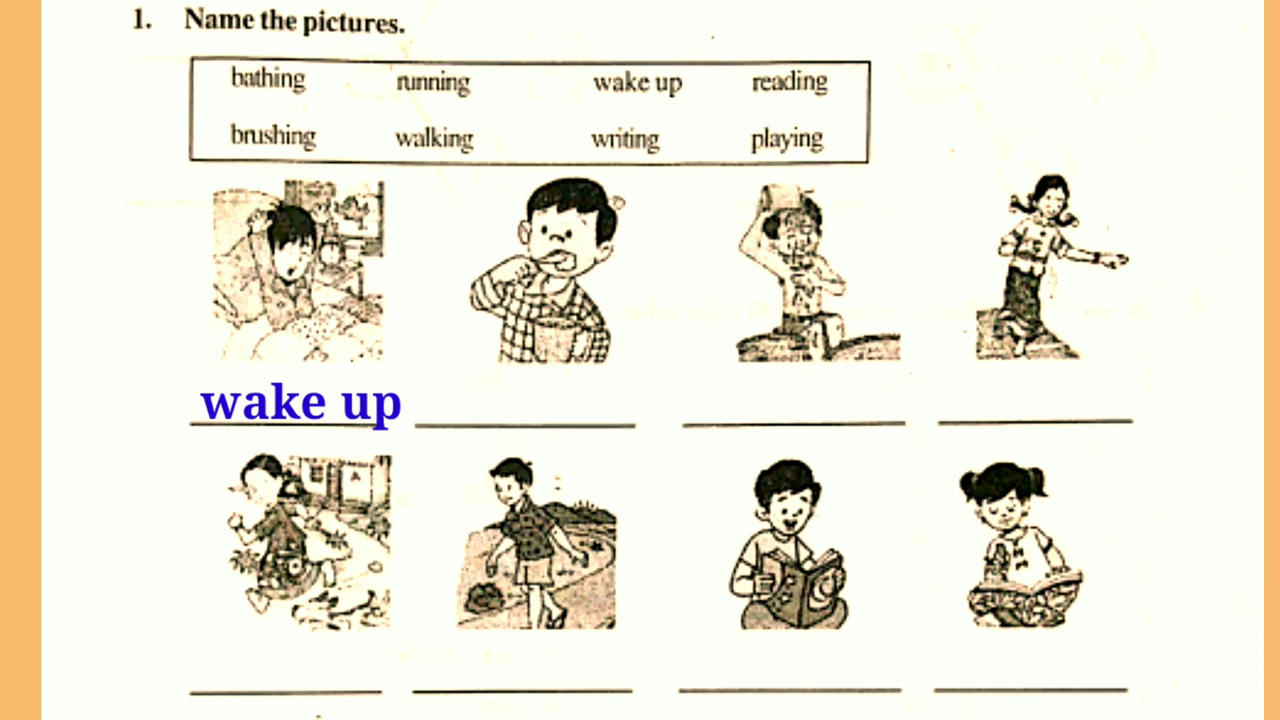 1. Name the pictures.
bathing running wake up reading
brushing walking writing playing
wake up